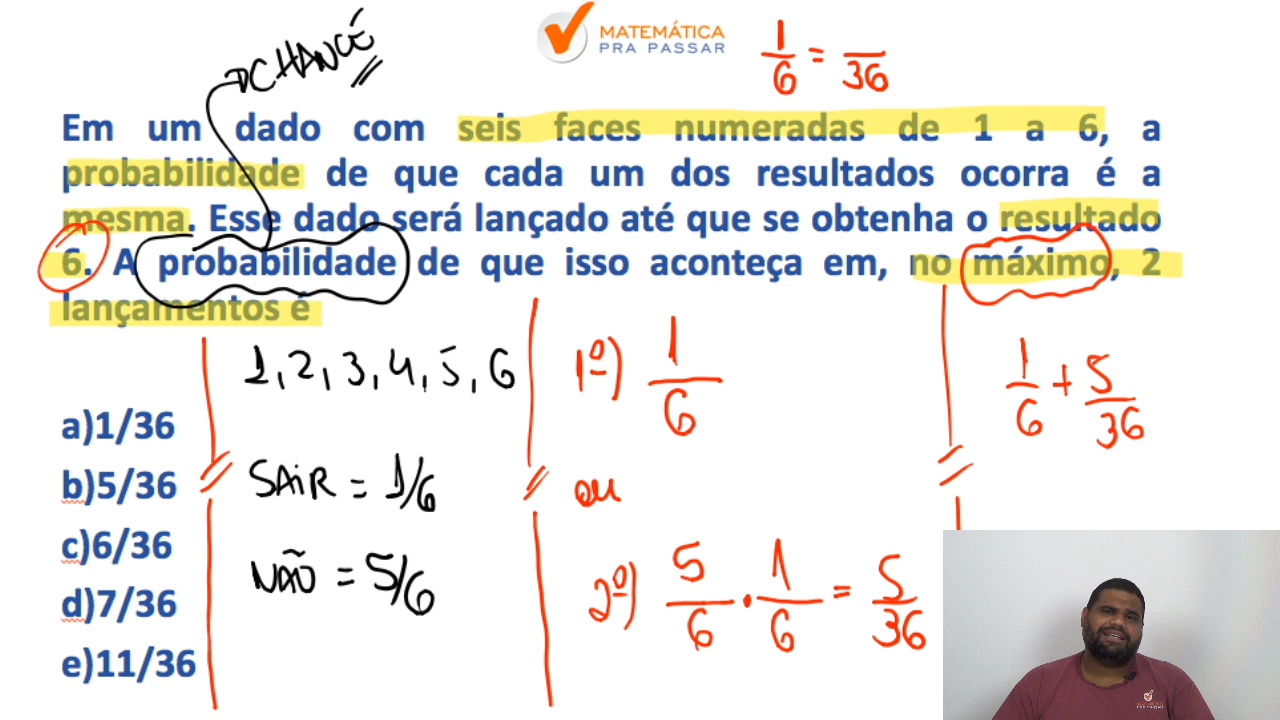 MATEMÁTICA
PRA PASSAR
CHANCE
1/6 = /36
Em um dado com seis faces numeradas de 1 a 6, a
probabilidade de que cada um dos resultados ocorra é a
mesma. Esse dado será lançado até que se obtenha o resultado
6. A probabilidade de que isso aconteça em, no máximo, 2
lançamentos é
a)1/36
b)5/36
c)6/36
d)7/36
e)11/36
1, 2, 3, 4, 5, 6
SAIR = 1/6
NÃO = 5/6
1º) 1/6
ou
2º) 5/6 . 1/6 = 5/36
1/6 + 5/36